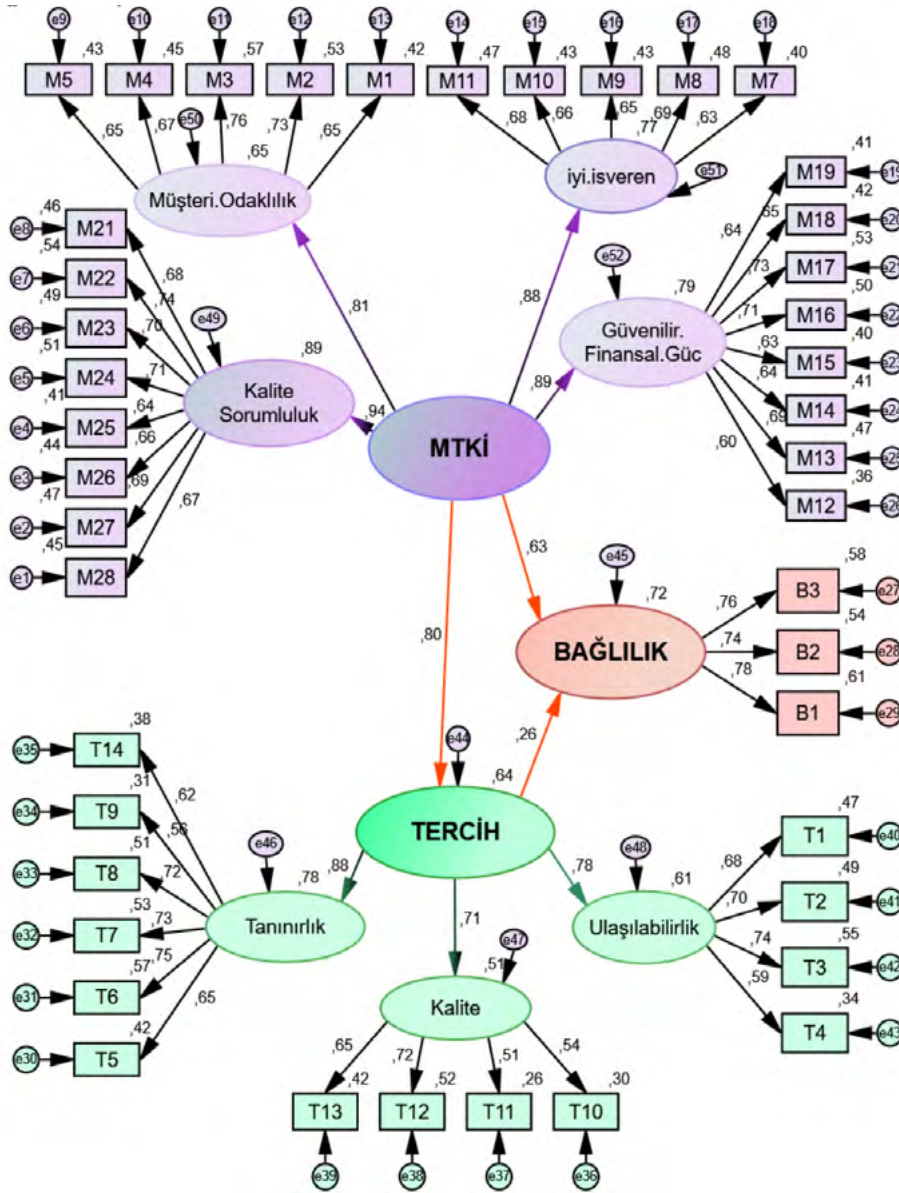 e9 e10 e11 e12 e13 e14 e15 e16 e17 e18
,43 ,45 ,57 ,53 ,42 ,47 ,43 ,43 ,48 ,40
M5 M4 M3 M2 M1 M11 M10 M9 M8 M7
,65 ,67 ,76 ,73 ,65 ,68 ,66 ,65 ,69 ,63
e50 ,65 ,77
Müşteri.Odaklılık
iyi.isveren
e51
,41
M19 e19
,42
M18 e20
,53
M17 e21
,50
M16 e22
,40
M15 e23
,41
M14 e24
,47
M13 e25
,36
M12 e26
,64 ,65 ,73 ,71 ,63 ,64 ,69 ,60
e52 ,79
Güvenilir.
Finansal.Güc
,46
e8 M21
,54
e7 M22
,49
e6 M23
,51
e5 M24
,41
e4 M25
,44
e3 M26
,47
e2 M27
,45
e1 M28
,68 ,74 ,70 ,71 ,64 ,66 ,69 ,67
e49 ,89
Kalite
Sorumluluk
,81 ,88 ,89 ,94
MTKİ
,63 ,80
e45 ,72
BAĞLILIK
,76 ,74 ,78
,58
B3 e27
,54
B2 e28
,61
B1 e29
,26
e44 ,64
TERCİH
,88 ,71 ,78
,38
e35 T14
,31
e34 T9
,51
e33 T8
,53
e32 T7
,57
e31 T6
,42
e30 T5
,62 ,56 ,72 ,73 ,75 ,65
e46 ,78
Tanınırlık
e48 ,61
Ulaşılabilirlik
,68 ,70 ,74 ,59
,47
T1 e40
,49
T2 e41
,55
T3 e42
,34
T4 e43
e47 ,51
Kalite
,65 ,72 ,51 ,54
,42 ,52 ,26 ,30
T13 T12 T11 T10
e39 e38 e37 e36